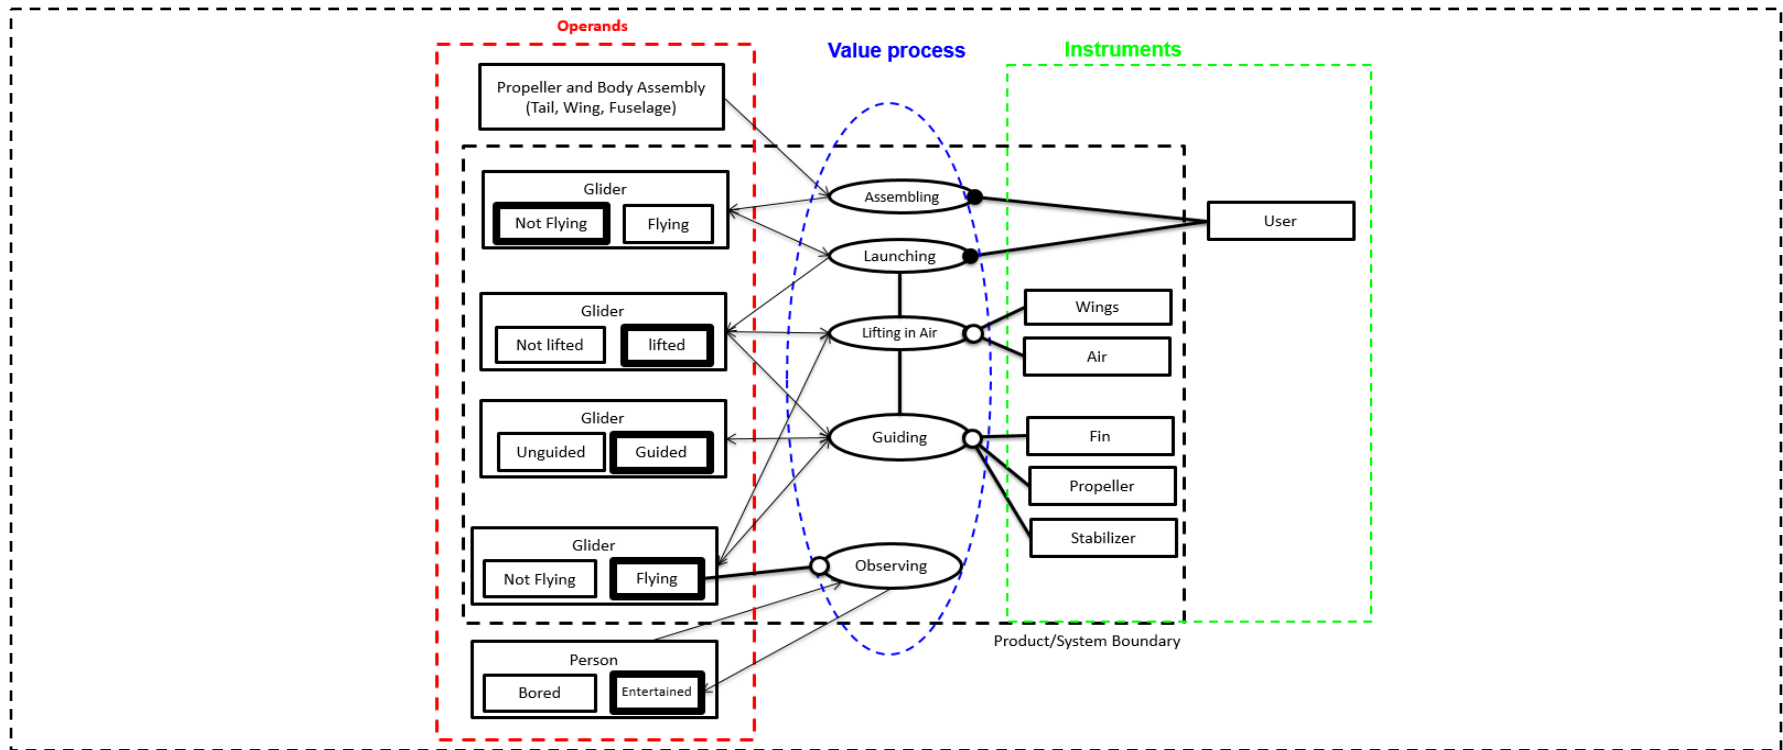 Operands
Value process
Instruments
Propeller and Body Assembly
(Tail, Wing, Fuselage)
Glider
Not Flying
Flying
Assembling
User
Launching
Glider
Not lifted
lifted
Lifting in Air
Wings
Air
Glider
Unguided
Guided
Guiding
Fin
Propeller
Stabilizer
Glider
Not Flying
Flying
Observing
Product/System Boundary
Person
Bored
Entertained